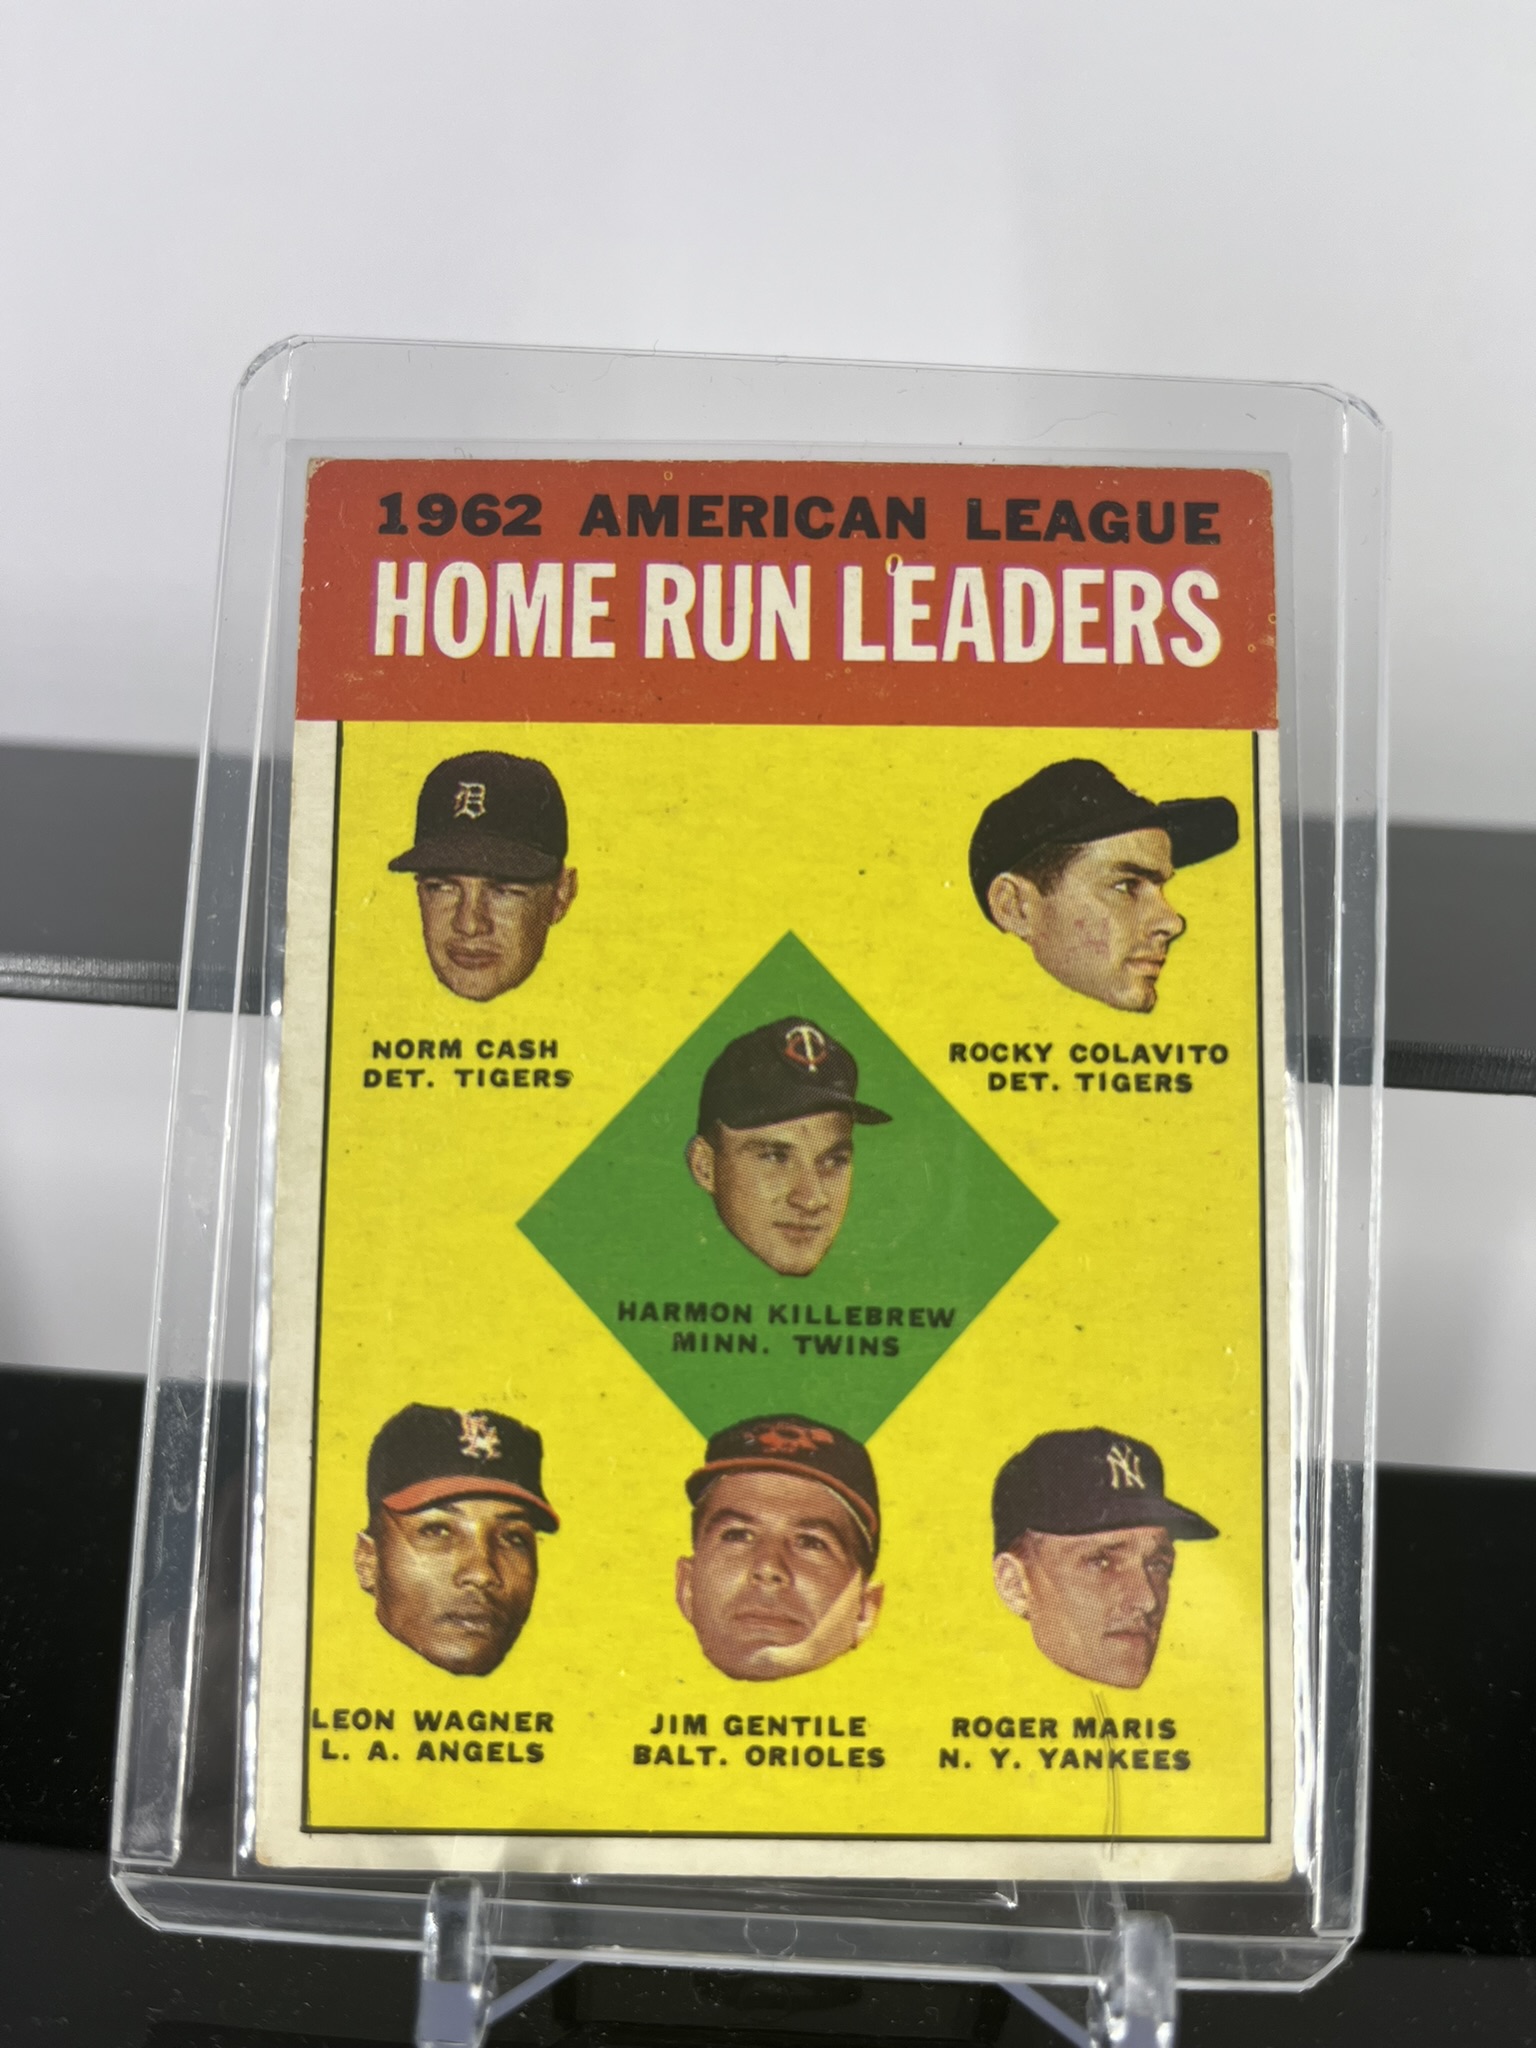 1962 AMERICAN LEAGUE
HOME RUN LEADERS
NORM CASH
DET. TIGERS
ROCKY COLAVITO
DET. TIGERS
HARMON KILLEBREW
MINN. TWINS
LEON WAGNER
L. A. ANGELS
JIM GENTILE
BALT. ORIOLES
ROGER MARIS
N. Y. YANKEES